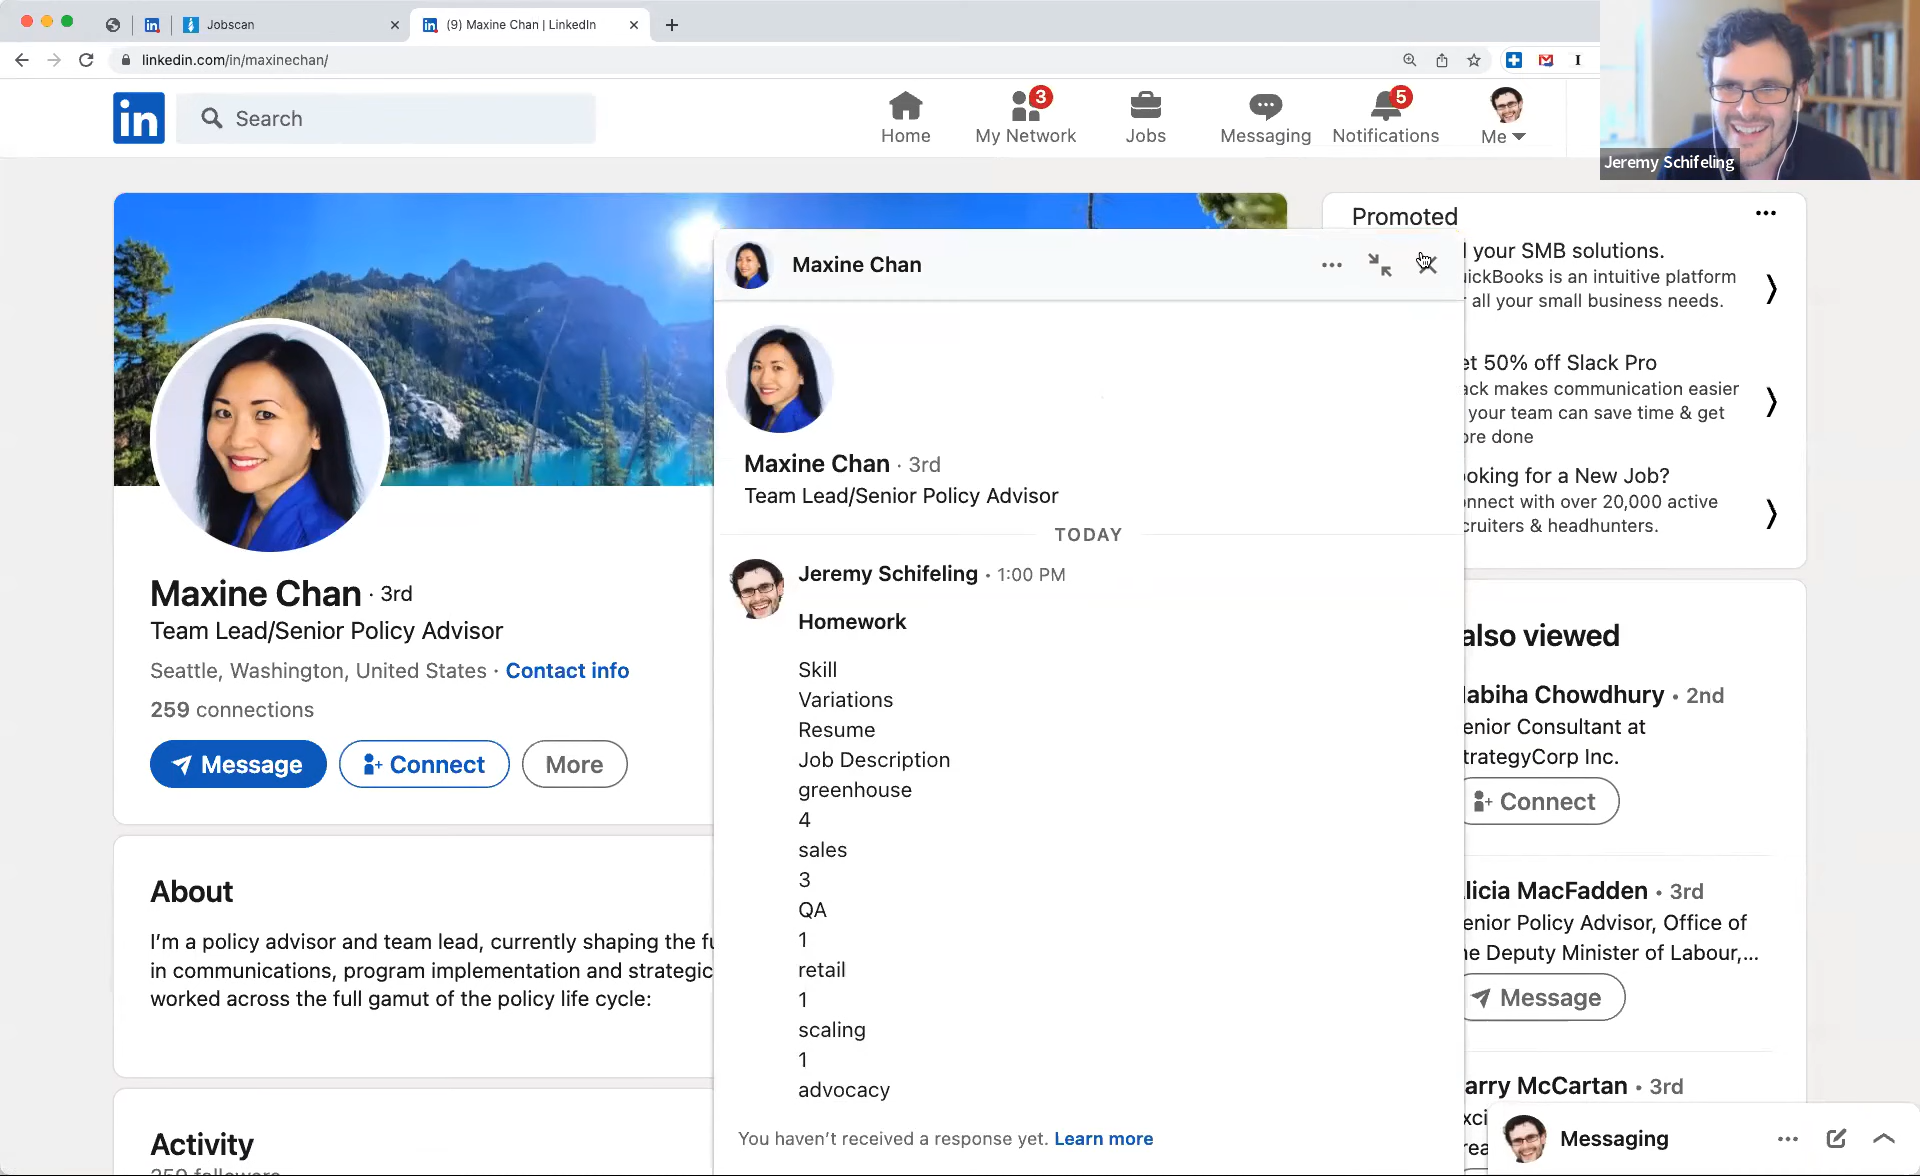 Jobscan
(9) Maxine Chan | LinkedIn
linkedin.com/in/maxinechan/
in
Search
Home
3
My Network
Jobs
Messaging
5
Notifications
Me
Jeremy Schifeling
Maxine Chan · 3rd
Team Lead/Senior Policy Advisor
Seattle, Washington, United States · Contact info
259 connections
Message
Connect
More
About
I'm a policy advisor and team lead, currently shaping the
in communications, program implementation and strategic
worked across the full gamut of the policy life cycle:
Activity
259 followers
Maxine Chan
Maxine Chan · 3rd
Team Lead/Senior Policy Advisor
TODAY
Jeremy Schifeling • 1:00 PM
Homework
Skill
Variations
Resume
Job Description
greenhouse
4
sales
3
QA
1
retail
1
scaling
1
advocacy
You haven't received a response yet. Learn more
Promoted
your SMB solutions.
uickBooks is an intuitive platform
all your small business needs.
et 50% off Slack Pro
ack makes communication easier
your team can save time & get
ore done
ooking for a New Job?
onnect with over 20,000 active
cruiters & headhunters.
also viewed
abiha Chowdhury • 2nd
enior Consultant at
trategyCorp Inc.
Connect
licia MacFadden • 3rd
enior Policy Advisor, Office of
he Deputy Minister of Labour,...
Message
arry McCartan • 3rd
Messaging